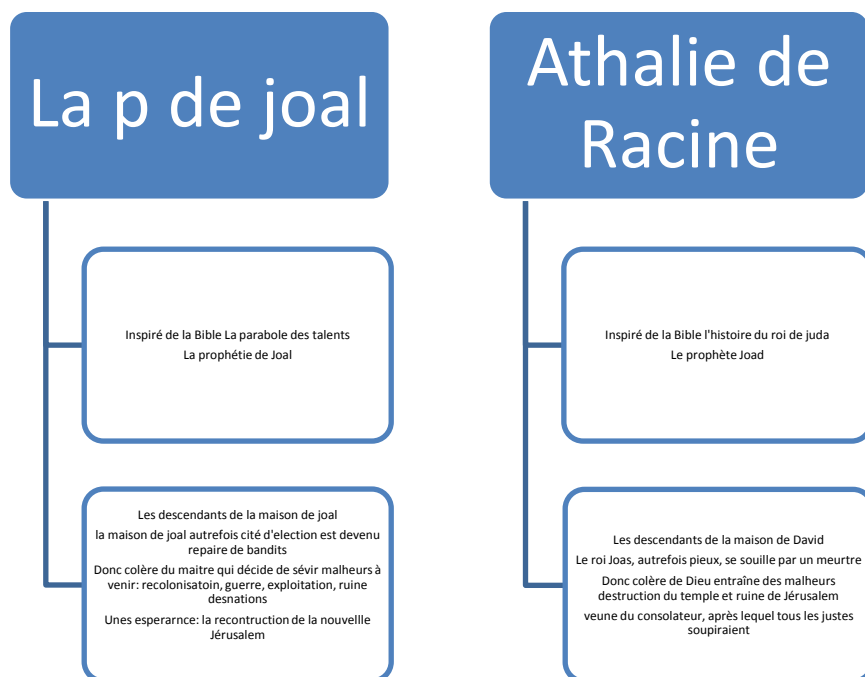 La p de joal
Inspiré de la Bible La parabole des talents
La prophétie de Joal
Les descendants de la maison de joal
la maison de joal autrefois cité d'election est devenu
repaire de bandits
Donc colère du maitre qui décide de sévir malheurs à
venir: recolonisatoin, guerre, exploitation, ruine
desnations
Unes esperarnce: la recontruction de la nouvellle
Jérusalem
Athalie de
Racine
Inspiré de la Bible l'histoire du roi de juda
Le prophète Joad
Les descendants de la maison de David
Le roi Joas, autrefois pieux, se souille par un meurtre
Donc colère de Dieu entraîne des malheurs
destruction du temple et ruine de Jérusalem
veune du consolateur, après lequel tous les justes
soupiraient